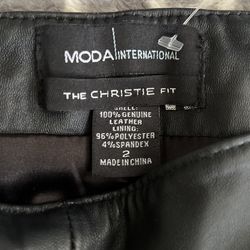 MODA INTERNATIONAL
THE CHRISTIE FIT
SHELL:
100% GENUINE
LEATHER
LINING:
96% POLYESTER
4% SPANDEX
2
MADE IN CHINA